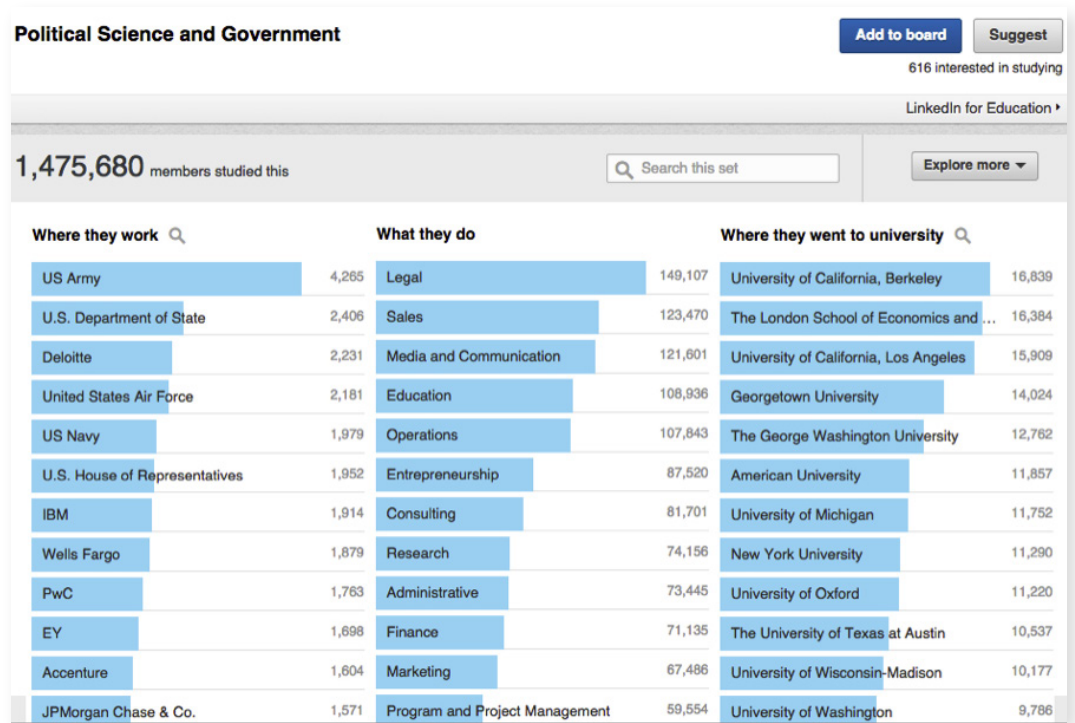 Political Science and Government
Add to board
Suggest
616 interested in studying
LinkedIn for Education
1,475,680 members studied this
Search this set
Explore more
Where they work
US Army 4,265
U.S. Department of State 2,406
Deloitte 2,231
United States Air Force 2,181
US Navy 1,979
U.S. House of Representatives 1,952
IBM 1,914
Wells Fargo 1,879
PwC 1,763
EY 1,698
Accenture 1,604
JPMorgan Chase & Co. 1,571
What they do
Legal 149,107
Sales 123,470
Media and Communication 121,601
Education 108,936
Operations 107,843
Entrepreneurship 87,520
Consulting 81,701
Research 74,156
Administrative 73,445
Finance 71,135
Marketing 67,486
Program and Project Management 59,554
Where they went to university
University of California, Berkeley 16,839
The London School of Economics and ... 16,384
University of California, Los Angeles 15,909
Georgetown University 14,024
The George Washington University 12,762
American University 11,857
University of Michigan 11,752
New York University 11,290
University of Oxford 11,220
The University of Texas at Austin 10,537
University of Wisconsin-Madison 10,177
University of Washington 9,786